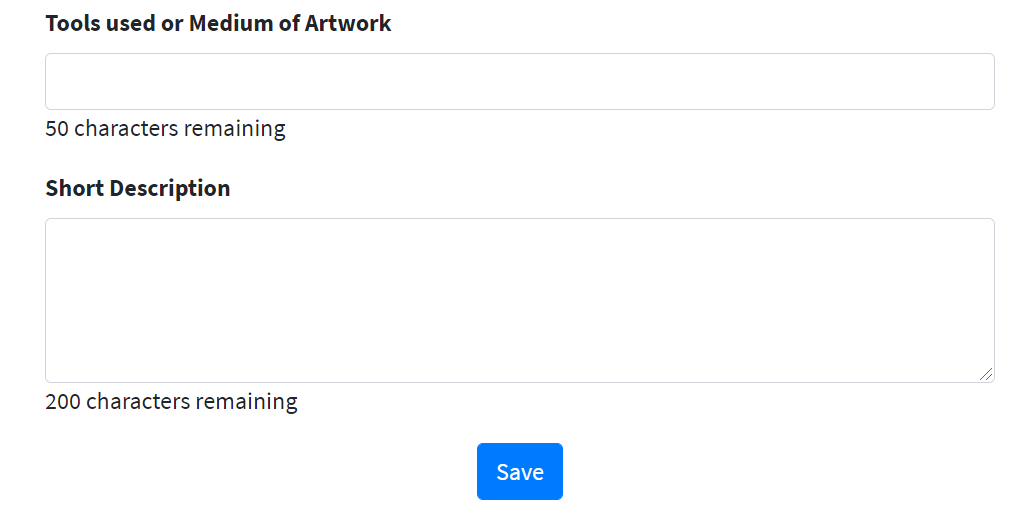 Tools used or Medium of Artwork
50 characters remaining
Short Description
200 characters remaining
Save